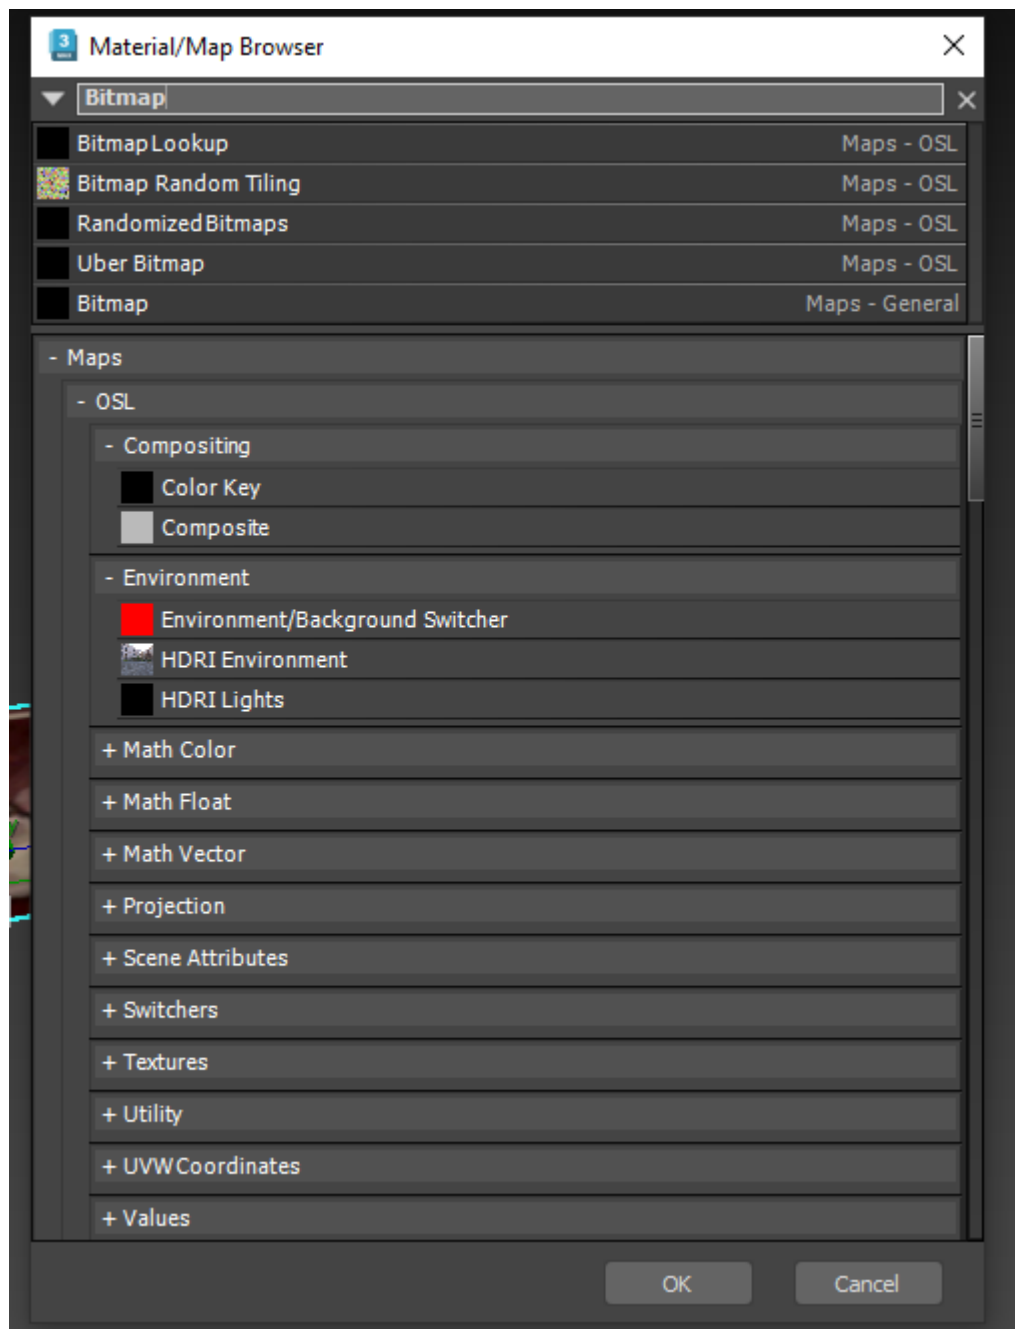 3
Material/Map Browser
Bitmap
Bitmap Lookup Maps - OSL
Bitmap Random Tiling Maps - OSL
Randomized Bitmaps Maps - OSL
Uber Bitmap Maps - OSL
Bitmap Maps - General
- Maps
- OSL
- Compositing
Color Key
Composite
- Environment
Environment/Background Switcher
HDRI Environment
HDRI Lights
+ Math Color
+ Math Float
+ Math Vector
+ Projection
+ Scene Attributes
+ Switchers
+ Textures
+ Utility
+ UVW Coordinates
+ Values
OK Cancel